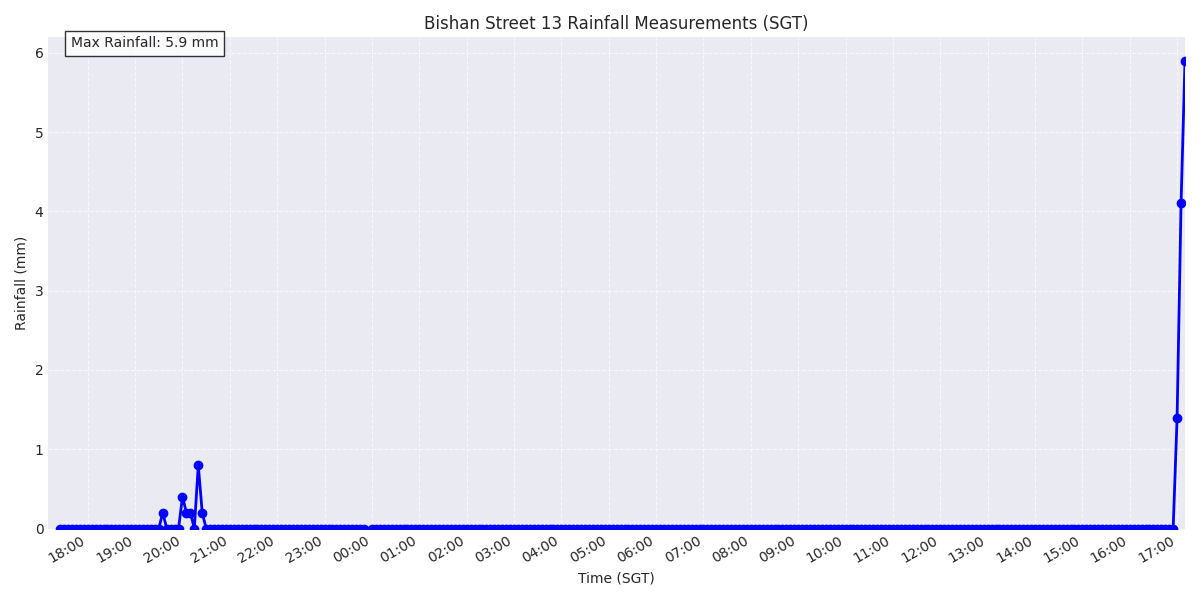 Bishan Street 13 Rainfall Measurements (SGT)
Max Rainfall: 5.9 mm
6
5
4
3
2
1
0
Rainfall (mm)
18:00 19:00 20:00 21:00 22:00 23:00 00:00 01:00 02:00 03:00 04:00 05:00 06:00 07:00 08:00 09:00 10:00 11:00 12:00 13:00 14:00 15:00 16:00 17:00
Time (SGT)